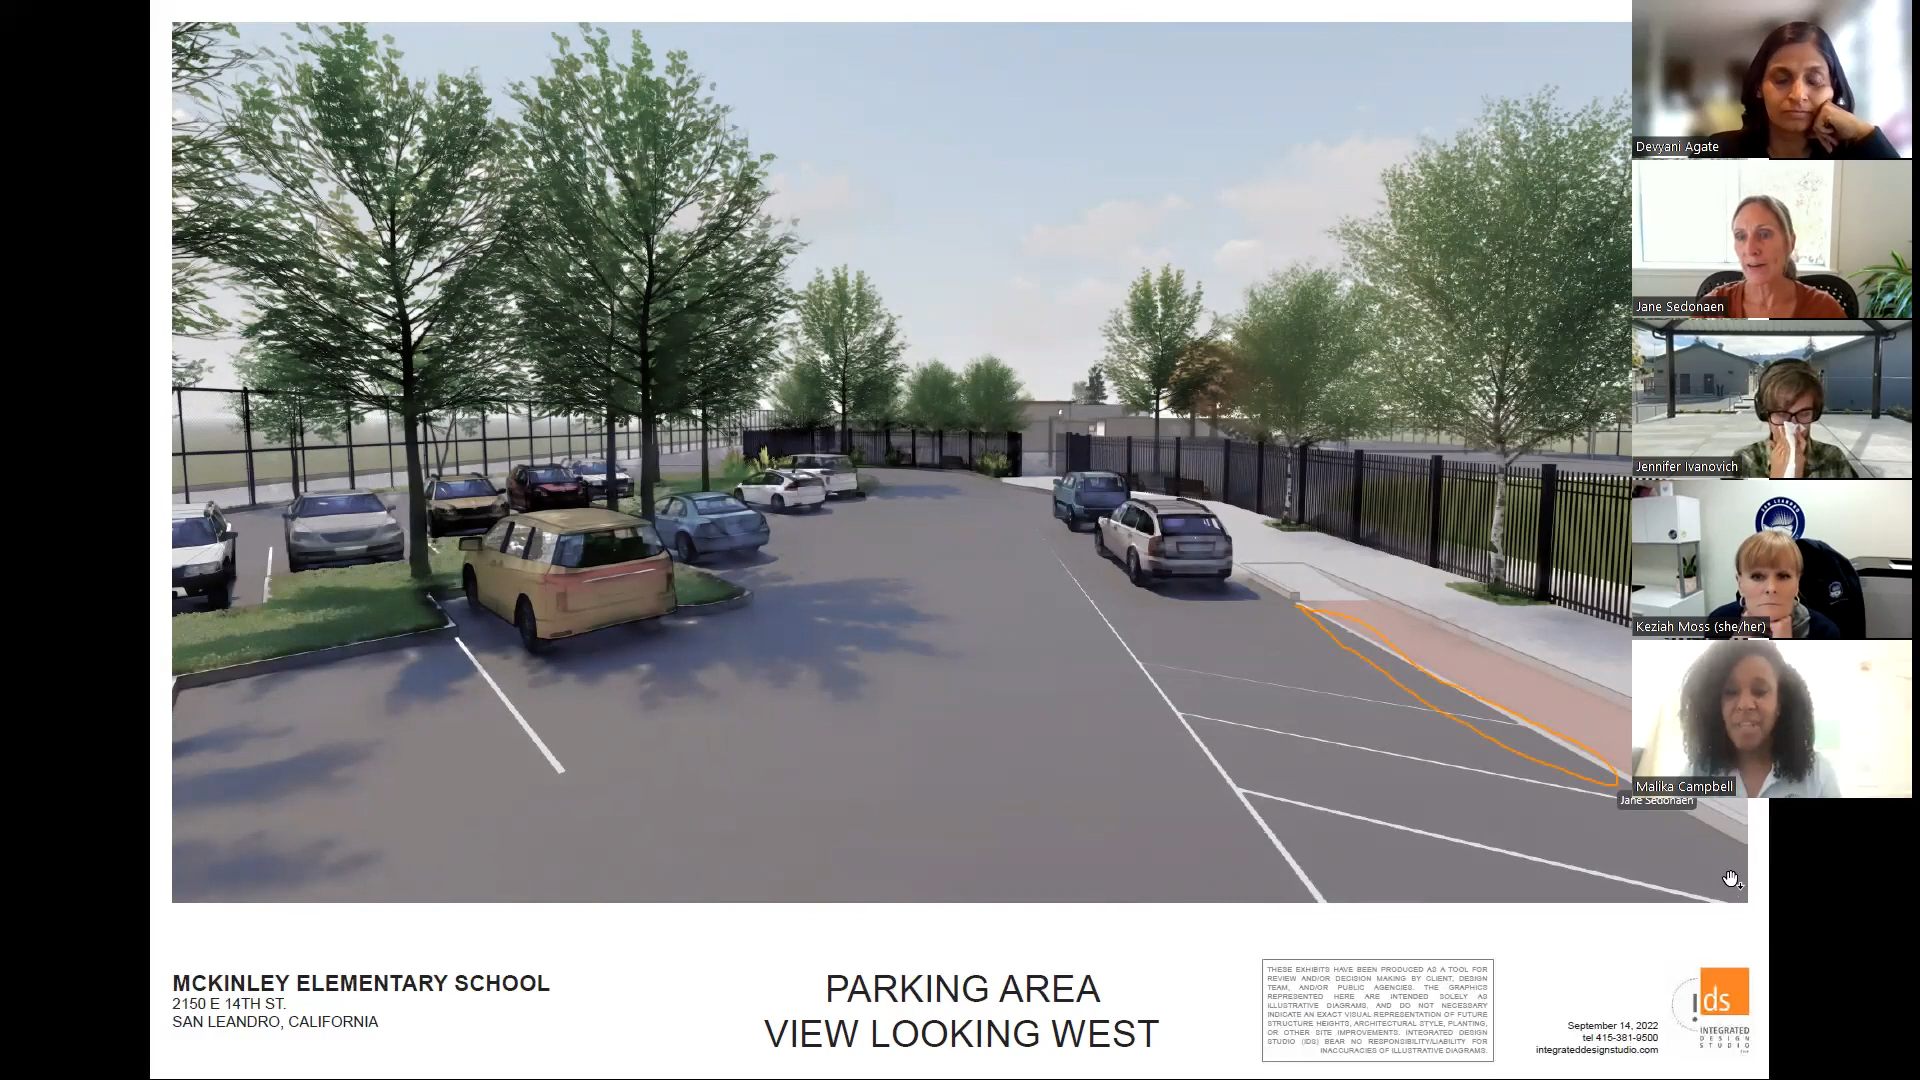 Devyani Agate
Jane Sedonaen
Jennifer Ivanovich
Keziah Moss (she/her)
Malika Campbell
Jane Sedonaen
MCKINLEY ELEMENTARY SCHOOL
2150 E 14TH ST.
SAN LEANDRO, CALIFORNIA
PARKING AREA
VIEW LOOKING WEST
THESE EXHIBITS HAVE BEEN PRODUCED AS A TOOL FOR
REVIEW AND/OR DECISION MAKING BY CLIENT, DESIGN
TEAM, AND/OR PUBLIC AGENCIES. THE GRAPHICS
REPRESENTED HERE ARE INTENDED SOLELY AS
ILLUSTRATIVE DIAGRAMS, AND DO NOT NECESSARY
INDICATE AN EXACT VISUAL REPRESENTATION OF FUTURE
STRUCTURE HEIGHTS, ARCHITECTURAL STYLE, PLANTING,
OR OTHER SITE IMPROVEMENTS. INTEGRATED DESIGN
STUDIO (IDS) BEAR NO RESPONSIBILITY/LIABILITY FOR
INACCURACIES OF ILLUSTRATIVE DIAGRAMS.
September 14, 2022
tel 415-381-9500
integrateddesignstudio.com
ids
INTEGRATED
DESIGN
STUDIO